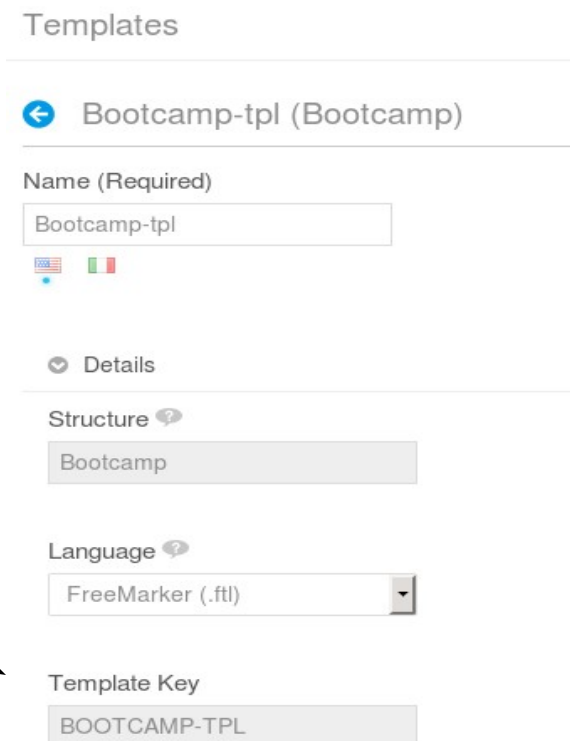 Templates
Bootcamp-tpl (Bootcamp)
Name (Required)
Bootcamp-tpl
Details
Structure
Bootcamp
Language
FreeMarker (.ftl)
Template Key
BOOTCAMP-TPL